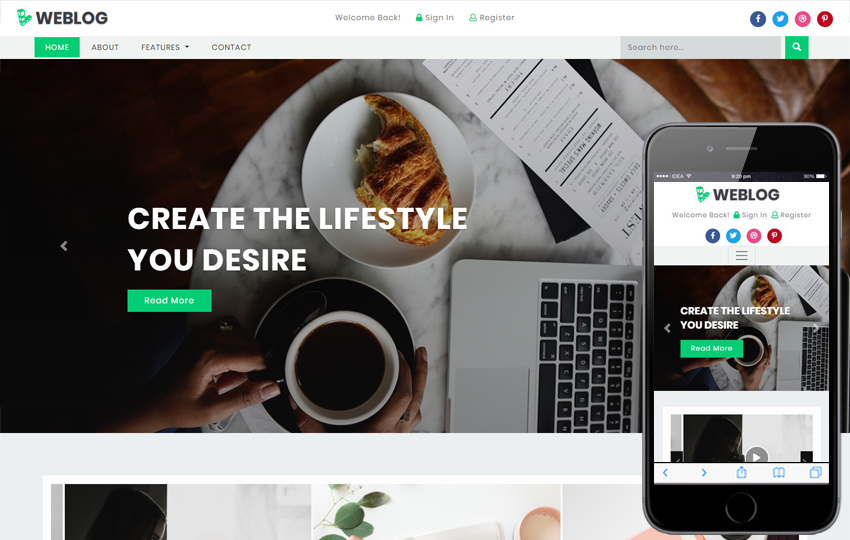 WEBLOG
Welcome Back! Sign In Register
HOME ABOUT FEATURES CONTACT
Search here...
CREATE THE LIFESTYLE
YOU DESIRE
Read More
IDEA 9:20 pm 90%
WEBLOG
Welcome Back! Sign In Register
CREATE THE LIFESTYLE
YOU DESIRE
Read More